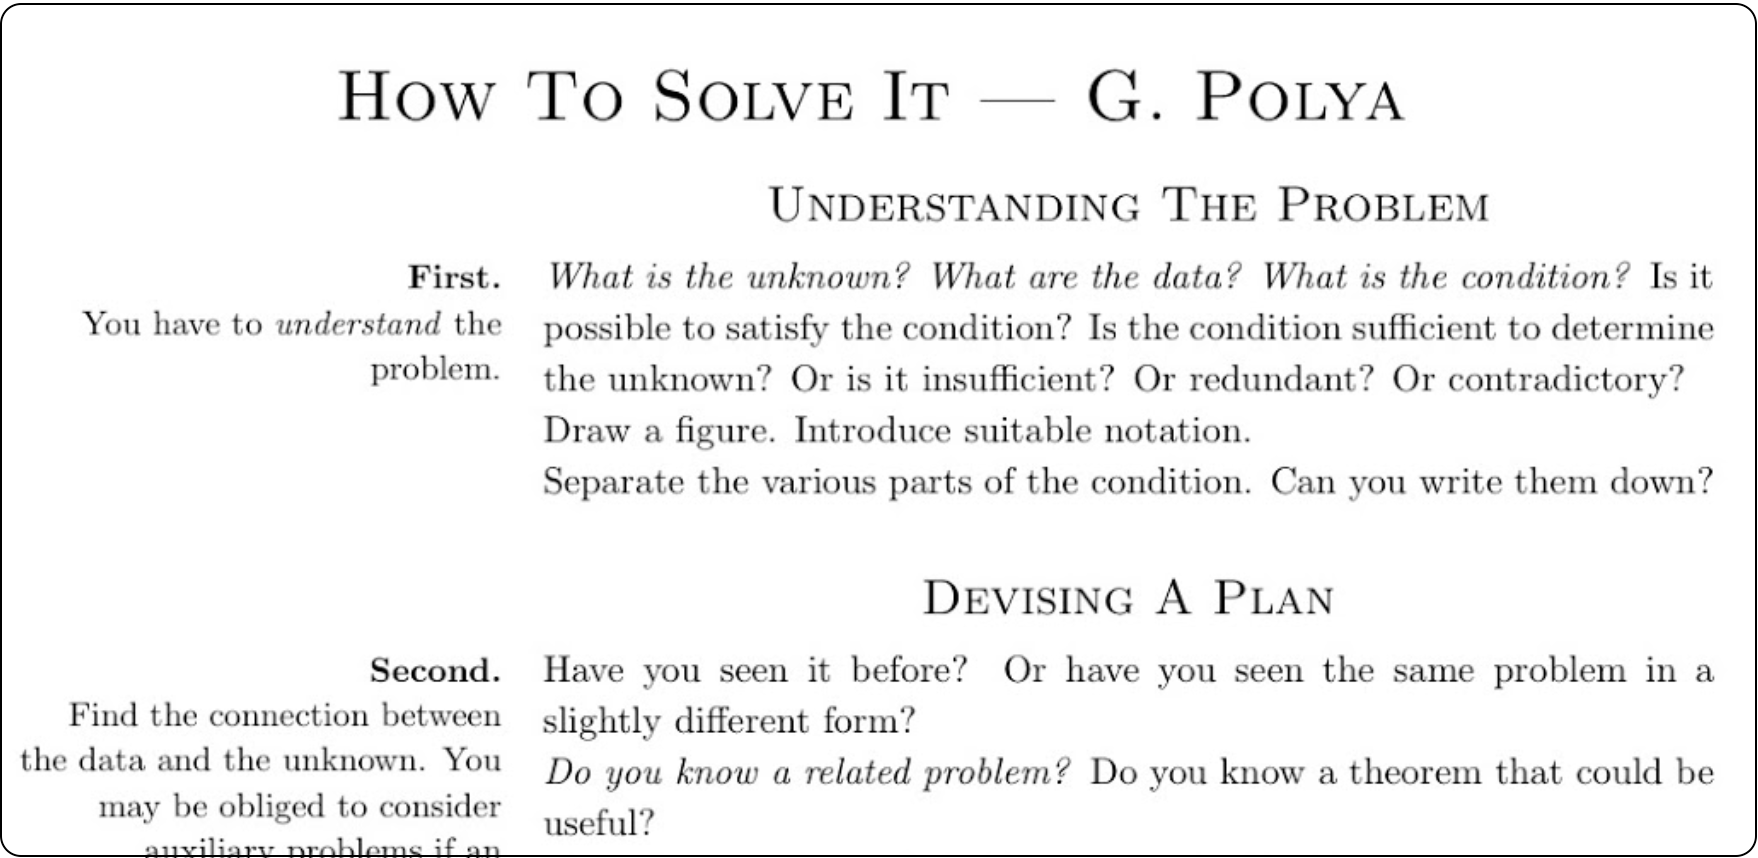 How To Solve It — G. Polya
Understanding The Problem
First.
You have to understand the
problem.
What is the unknown? What are the data? What is the condition? Is it
possible to satisfy the condition? Is the condition sufficient to determine
the unknown? Or is it insufficient? Or redundant? Or contradictory?
Draw a figure. Introduce suitable notation.
Separate the various parts of the condition. Can you write them down?
Devising A Plan
Second.
Find the connection between
the data and the unknown. You
may be obliged to consider
auxiliary problems if an
Have you seen it before? Or have you seen the same problem in a
slightly different form?
Do you know a related problem? Do you know a theorem that could be
useful?